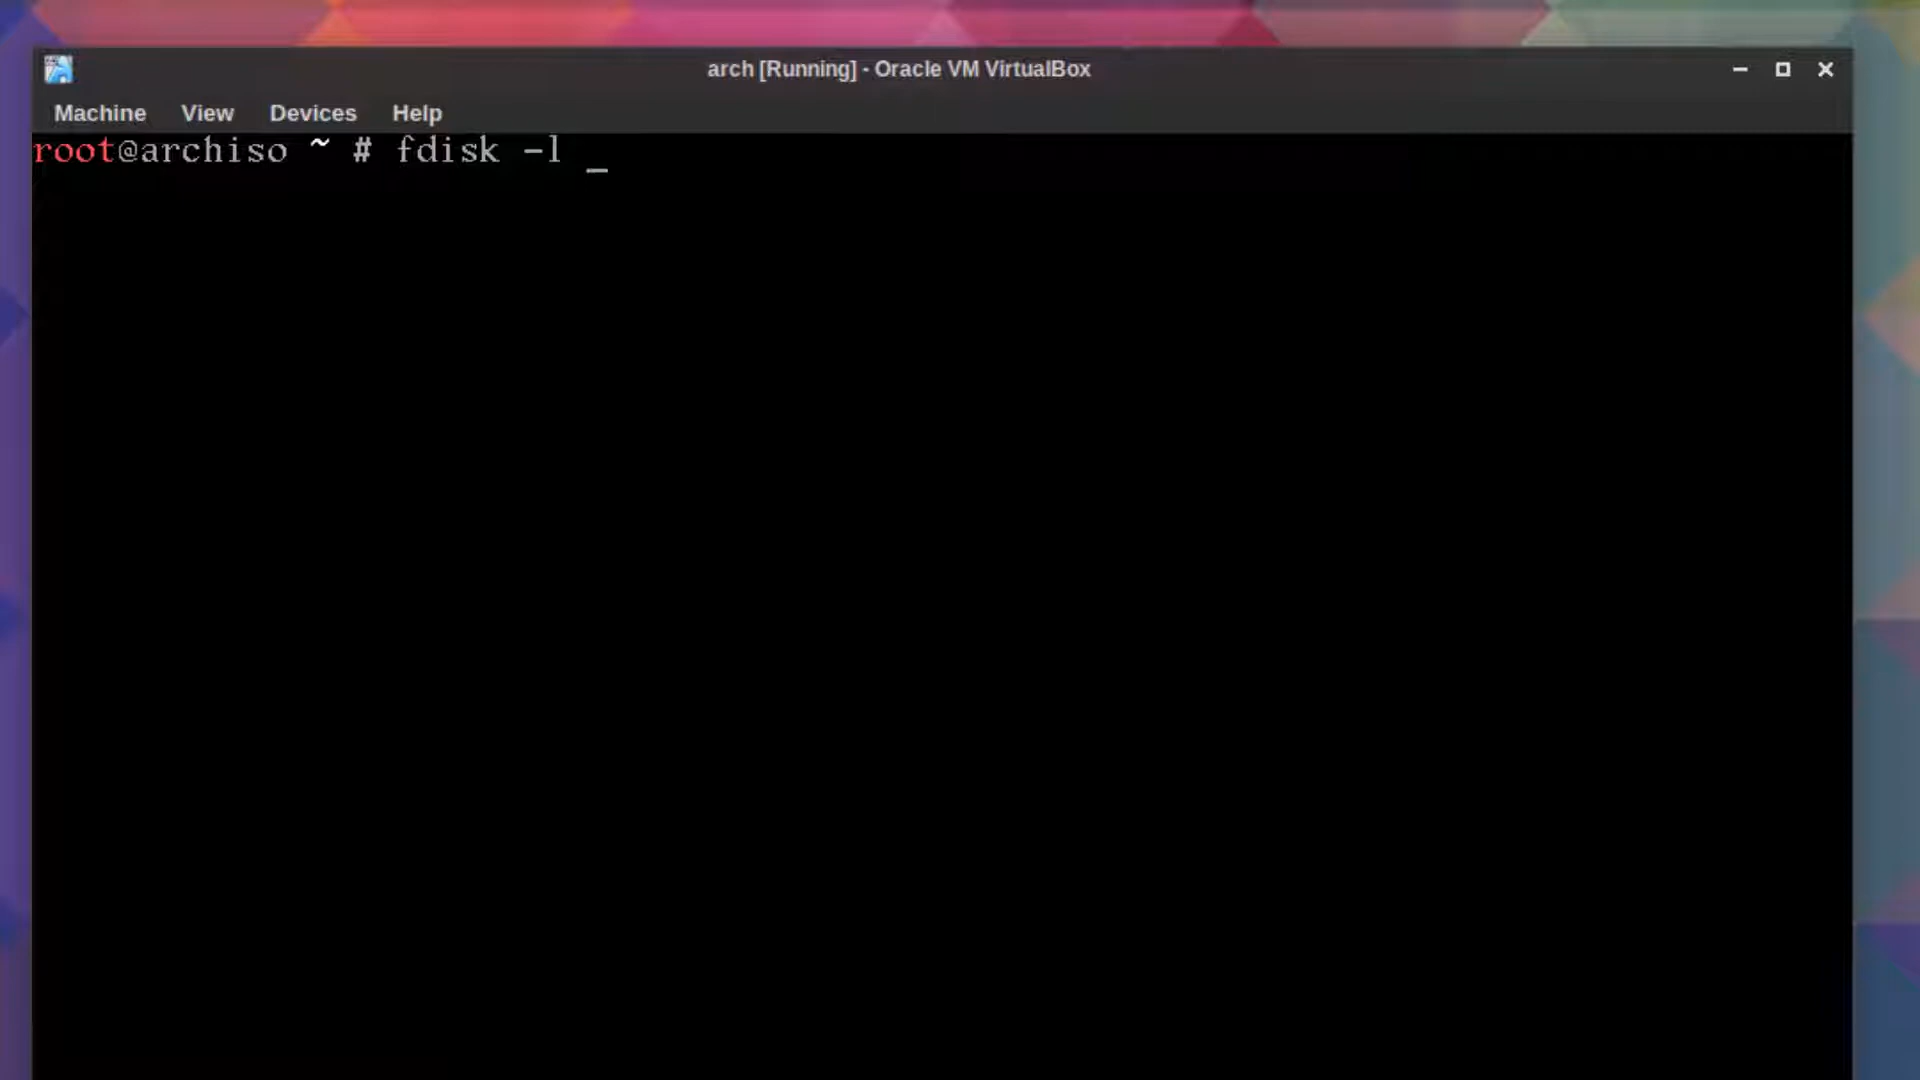 arch [Running] - Oracle VM VirtualBox
Machine View Devices Help
root@archiso ~ # fdisk -l _